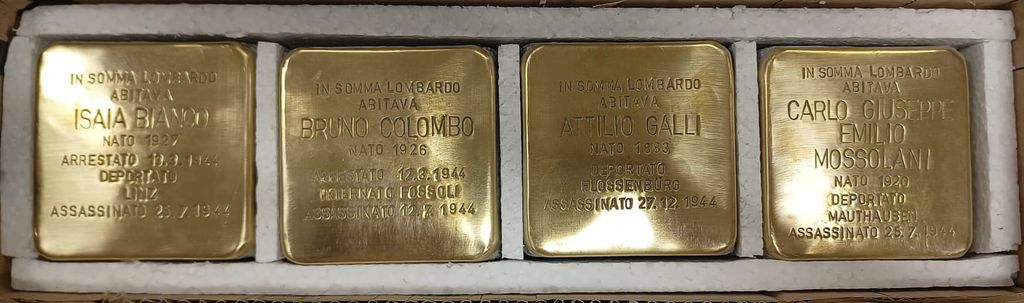 IN SOMMA LOMBARDO
ABITAVA
ISAIA BIANCO
NATO 1927
ARRESTATO 13.3.1944
DEPORTATO
LINZ
ASSASSINATO 25.7.1944
IN SOMMA LOMBARDO
ABITAVA
BRUNO COLOMBO
NATO 1926
ARRESTATO 12.3.1944
INTERNATO FOSSOLI
ASSASSINATO 12.7.1944
IN SOMMA LOMBARDO
ABITAVA
ATTILIO GALLI
NATO
DEPORTATO
FLOSSENBÜRG
ASSASSINATO 27.12.1944
IN SOMMA LOMBARDO
ABITAVA
CARLO GIUSEPPE
EMILIO
MOSSOLANI
NATO 1920
DEPORTATO
MAUTHAUSEN
ASSASSINATO 25.7.1944